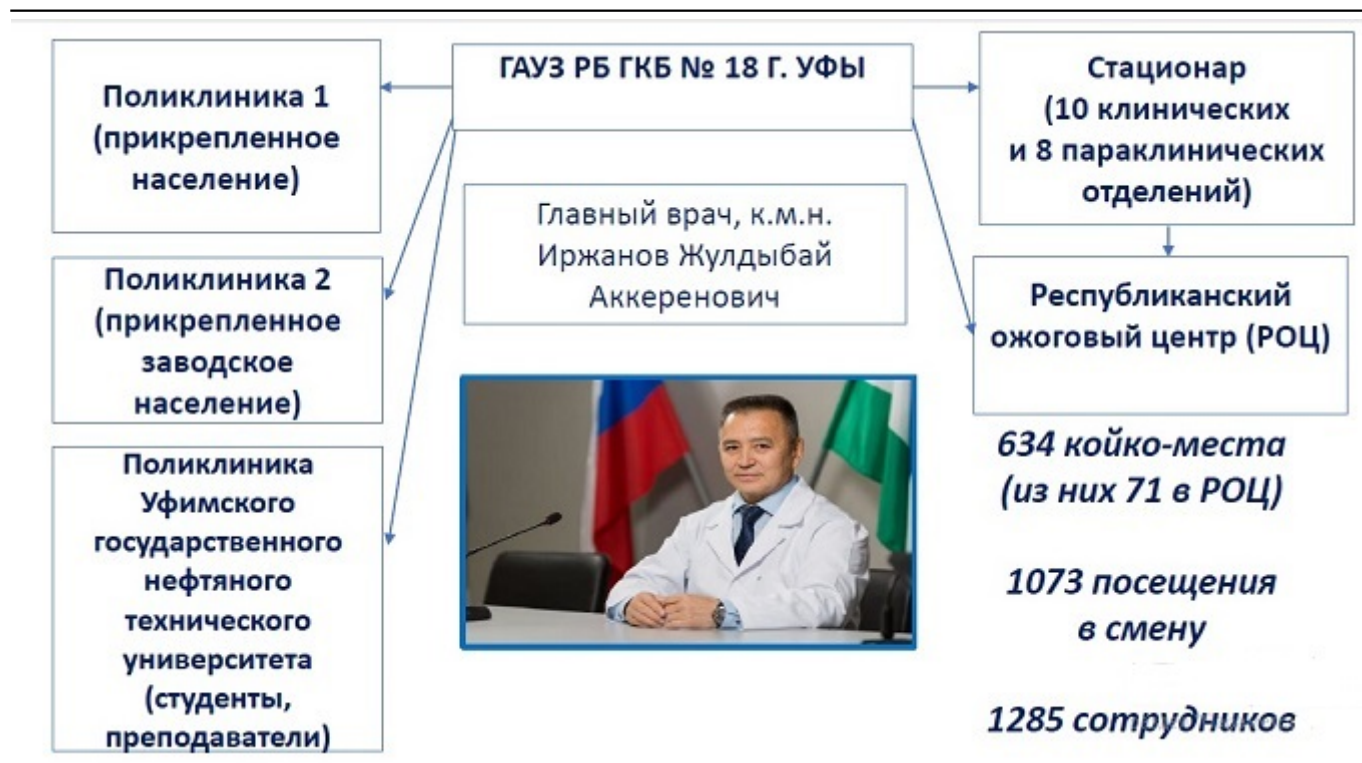 ГАУЗ РБ ГКБ № 18 Г. УФЫ
Поликлиника 1
(прикрепленное
население)
Поликлиника 2
(прикрепленное
заводское
население)
Поликлиника
Уфимского
государственного
нефтяного
технического
университета
(студенты,
преподаватели)
Главный врач, к.м.н.
Иржанов Жулдыбай
Аккеренович
Стационар
(10 клинических
и 8 параклинических
отделений)
Республиканский
ожоговый центр (РОЦ)
634 койко-места
(из них 71 в РОЦ)
1073 посещения
в смену
1285 сотрудников